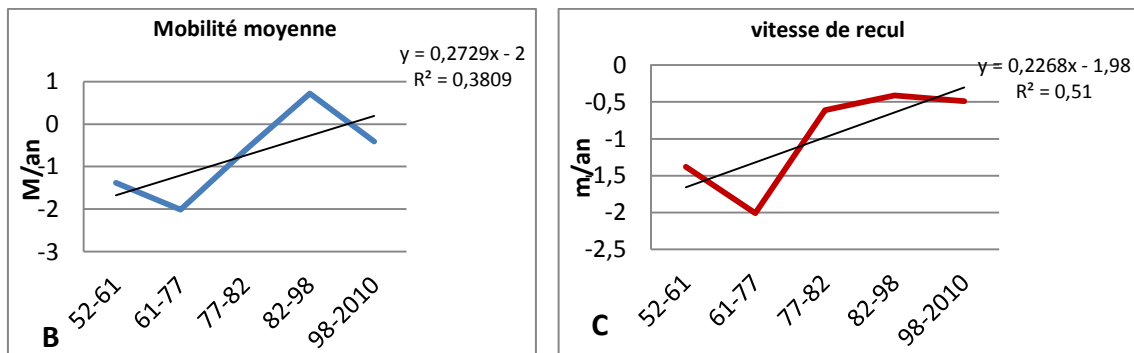 Mobilité moyenne
y = 0,2729x - 2
R² = 0,3809
1
0
-1
-2
-3
M/an
52-61
61-77
77-82
82-98
98-2010
B
vitesse de recul
y = 0,2268x - 1,98
R² = 0,51
0
-0,5
-1
-1,5
-2
-2,5
m/an
52-61
61-77
77-82
82-98
98-2010
C